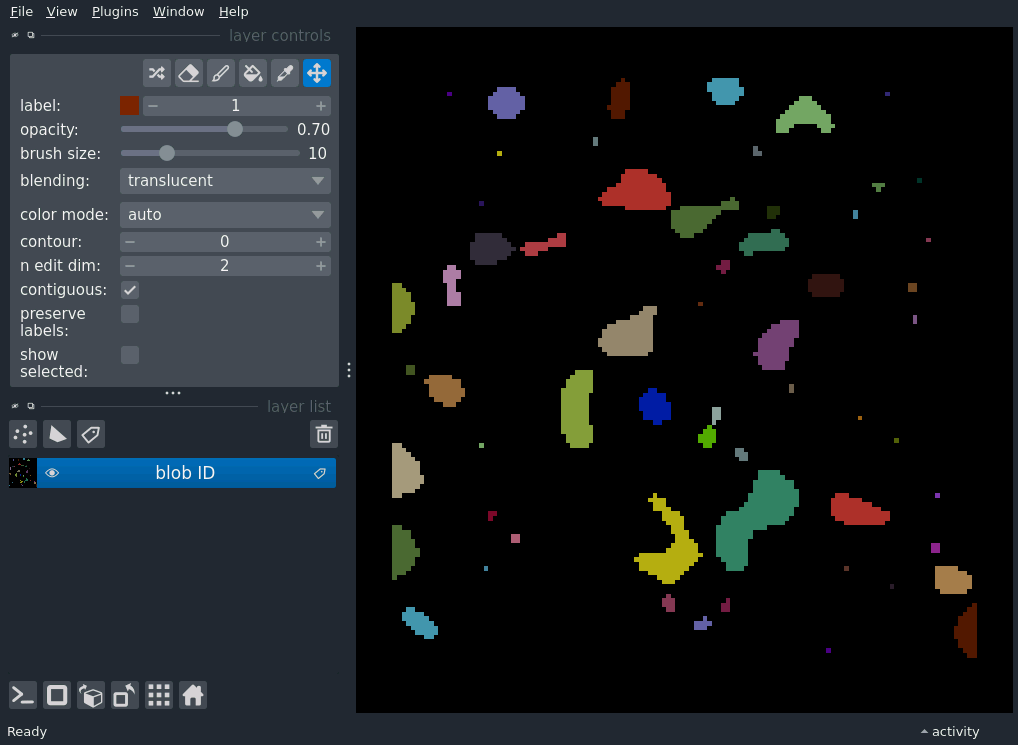 File View Plugins Window Help
layer controls
label: 1
opacity: 0.70
brush size: 10
blending: translucent
color mode: auto
contour: 0
n edit dim: 2
contiguous:
preserve
labels:
show
selected:
layer list
blob ID
Ready
activity